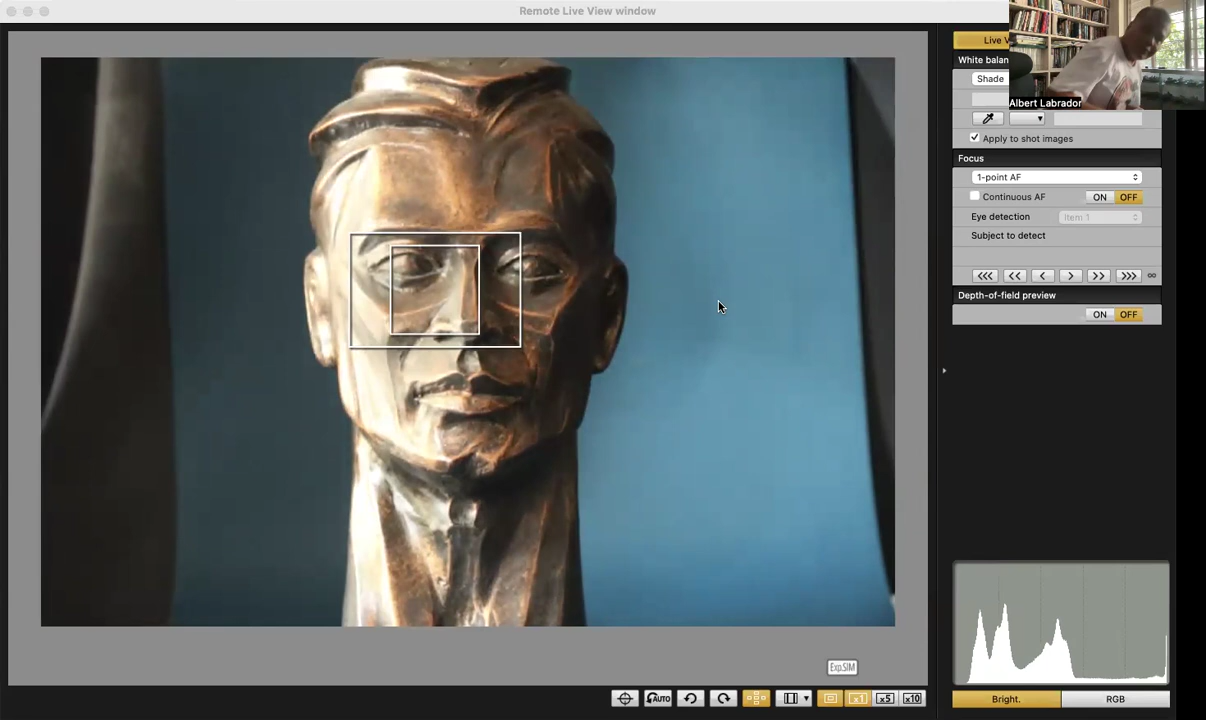 Remote Live View window
Live V
White balan
Shade
Albert Labrador
Apply to shot images
Focus
1-point AF
Continuous AF ON OFF
Eye detection Item 1
Subject to detect
Depth-of-field preview
ON OFF
Exp.SIM
AUTO x1 x5 x10
Bright. RGB